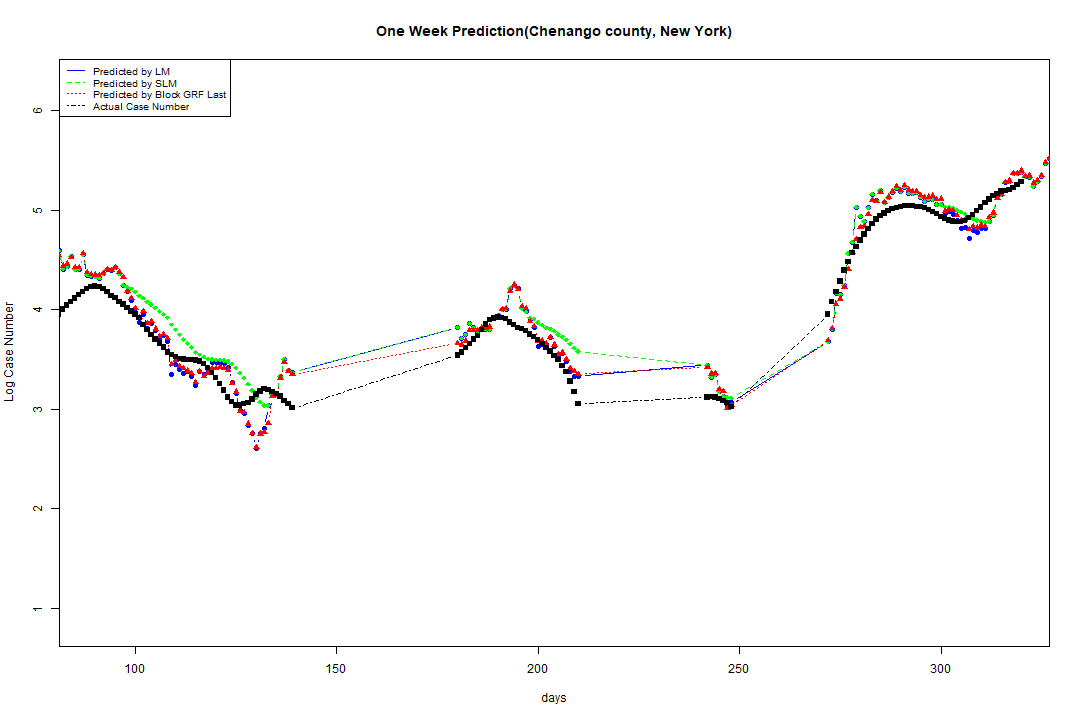 One Week Prediction(Chenango county, New York)
Predicted by LM
Predicted by SLM
Predicted by Block GRF Last
Actual Case Number
6
5
4
3
2
1
Log Case Number
100 150 200 250 300
days